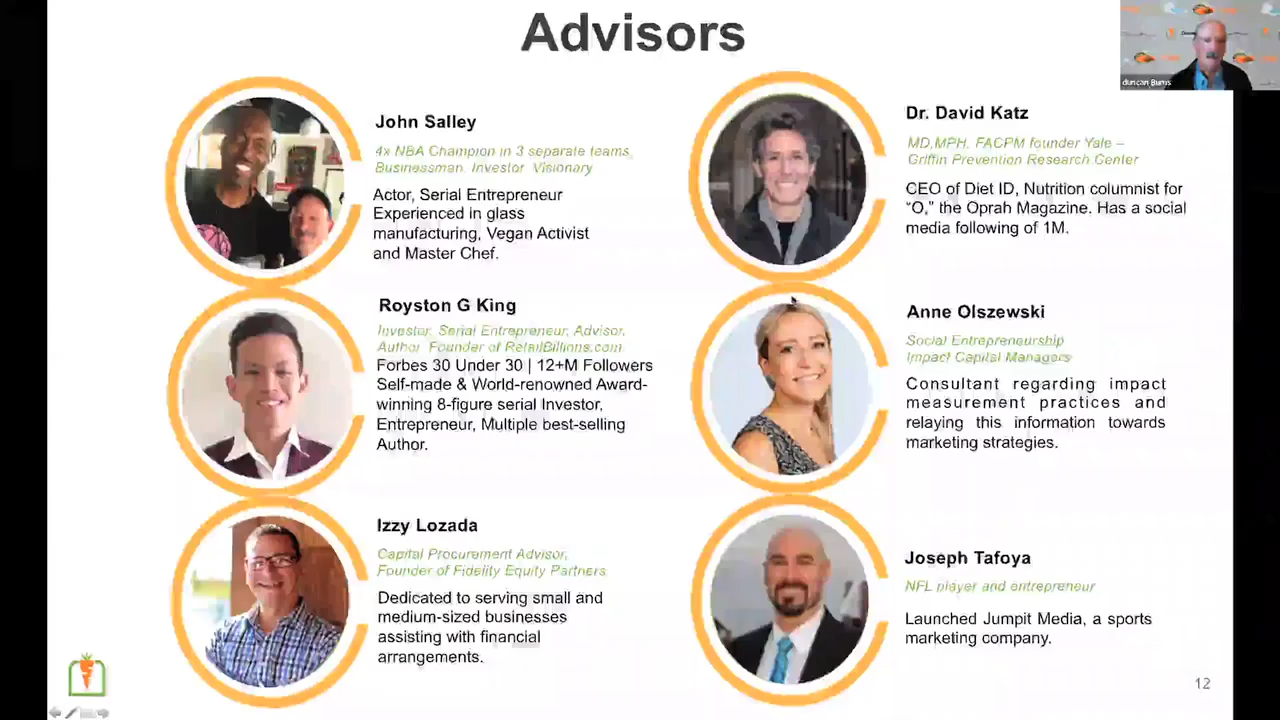 Advisors
duncan Burns
John Salley
4x NBA Champion in 3 separate teams,
Businessman, Investor, Visionary
Actor, Serial Entrepreneur
Experienced in glass
manufacturing, Vegan Activist
and Master Chef.
Dr. David Katz
MD,MPH, FACPM founder Yale –
Griffin Prevention Research Center
CEO of Diet ID, Nutrition columnist for
“O,” the Oprah Magazine. Has a social
media following of 1M.
Royston G King
Investor, Serial Entrepreneur, Advisor,
Author, Founder of RetailBillions.com
Forbes 30 Under 30 | 12+M Followers
Self-made & World-renowned Award-
winning 8-figure serial Investor,
Entrepreneur, Multiple best-selling
Author.
Anne Olszewski
Social Entrepreneurship
Impact Capital Managers
Consultant regarding impact
measurement practices and
relaying this information towards
marketing strategies.
Izzy Lozada
Capital Procurement Advisor,
Founder of Fidelity Equity Partners
Dedicated to serving small and
medium-sized businesses
assisting with financial
arrangements.
Joseph Tafoya
NFL player and entrepreneur
Launched Jumpit Media, a sports
marketing company.
12